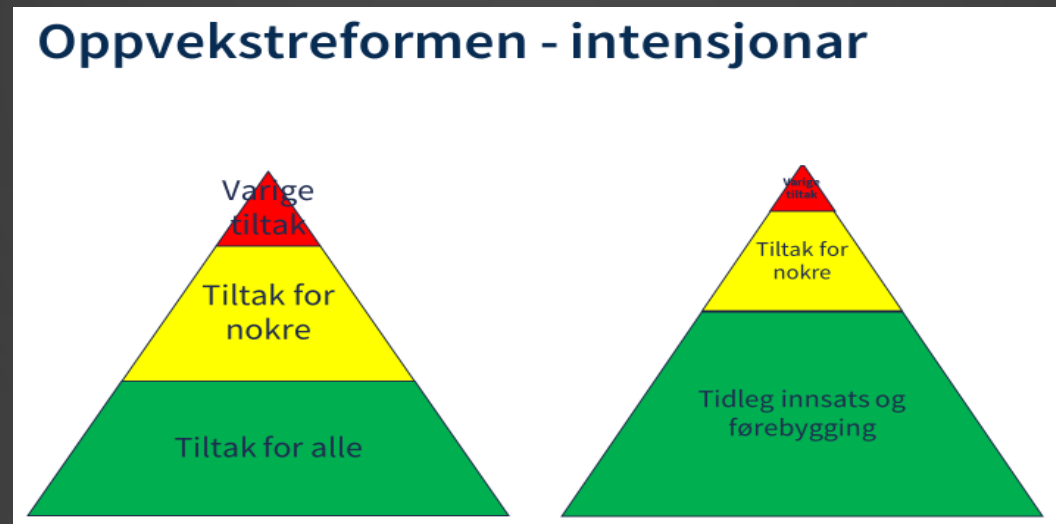 Oppvekstreformen - intensjonar
Varige
tiltak
Tiltak for
nokre
Tiltak for alle
Varige
tiltak
Tiltak for
nokre
Tidleg innsats og
førebygging